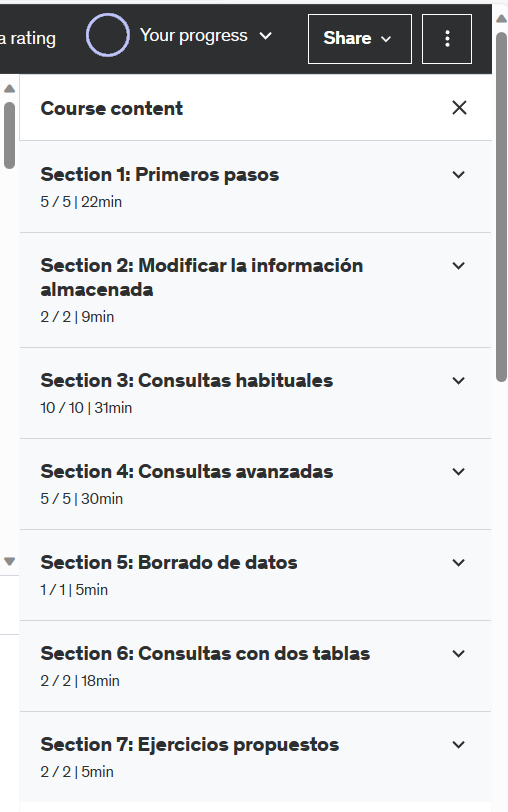 a rating
Your progress
Share
Course content
Section 1: Primeros pasos
5 / 5 | 22min
Section 2: Modificar la información
almacenada
2 / 2 | 9min
Section 3: Consultas habituales
10 / 10 | 31min
Section 4: Consultas avanzadas
5 / 5 | 30min
Section 5: Borrado de datos
1 / 1 | 5min
Section 6: Consultas con dos tablas
2 / 2 | 18min
Section 7: Ejercicios propuestos
2 / 2 | 5min